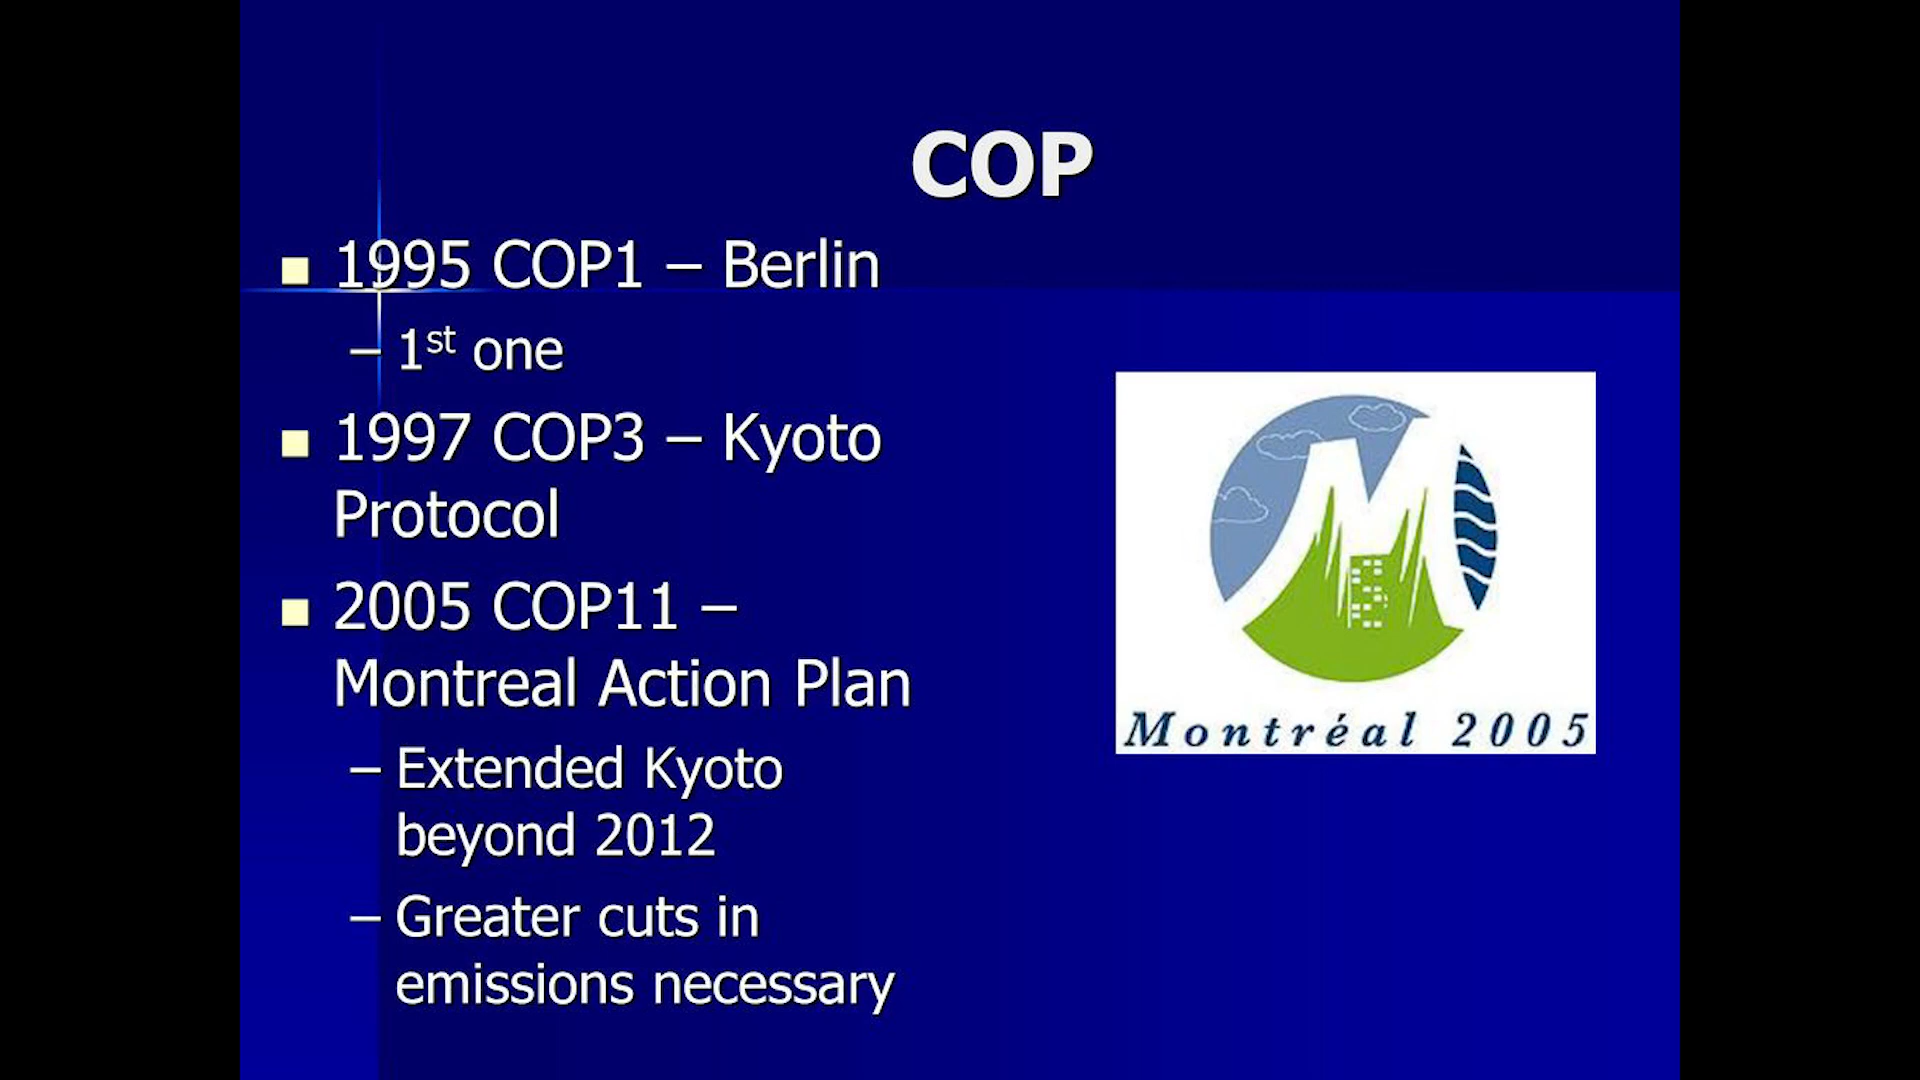 COP
■ 1995 COP1 – Berlin
– 1st one
■ 1997 COP3 – Kyoto
Protocol
■ 2005 COP11 –
Montreal Action Plan
– Extended Kyoto
beyond 2012
– Greater cuts in
emissions necessary
Montréal 2005